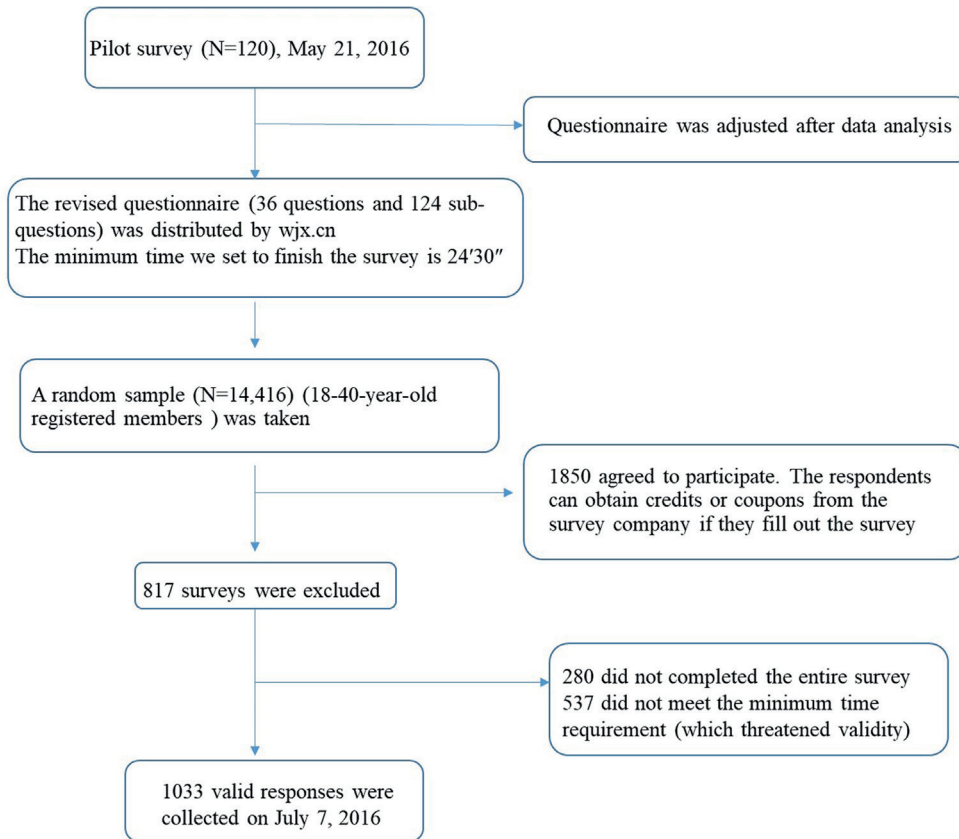 Pilot survey (N=120), May 21, 2016
Questionnaire was adjusted after data analysis
The revised questionnaire (36 questions and 124 sub-
questions) was distributed by wjx.cn
The minimum time we set to finish the survey is 24′30″
A random sample (N=14,416) (18-40-year-old
registered members ) was taken
1850 agreed to participate. The respondents
can obtain credits or coupons from the
survey company if they fill out the survey
817 surveys were excluded
280 did not completed the entire survey
537 did not meet the minimum time
requirement (which threatened validity)
1033 valid responses were
collected on July 7, 2016